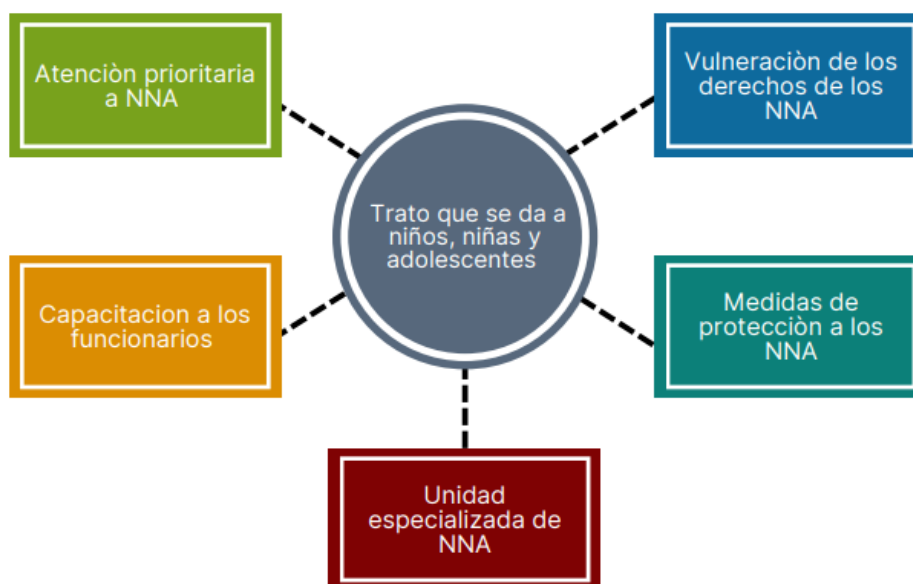 Atenciòn prioritaria
a NNA
Vulneraciòn de los
derechos de los
NNA
Trato que se da a
niños, niñas y
adolescentes
Capacitacion a los
funcionarios
Medidas de
protecciòn a los
NNA
Unidad
especializada de
NNA